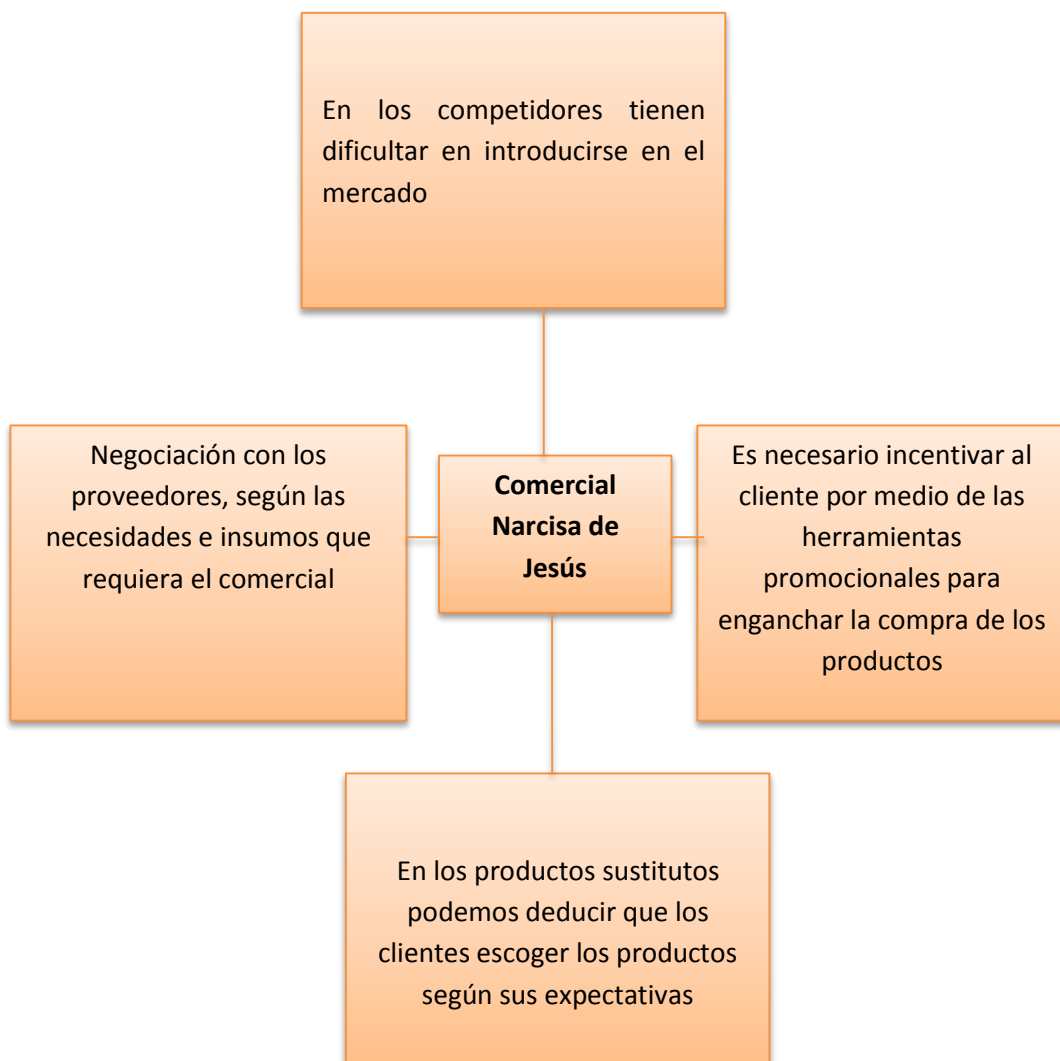 En los competidores tienen
dificultar en introducirse en el
mercado
Negociación con los
proveedores, según las
necesidades e insumos que
requiera el comercial
Comercial
Narcisa de
Jesús
Es necesario incentivar al
cliente por medio de las
herramientas
promocionales para
enganchar la compra de los
productos
En los productos sustitutos
podemos deducir que los
clientes escoger los productos
según sus expectativas